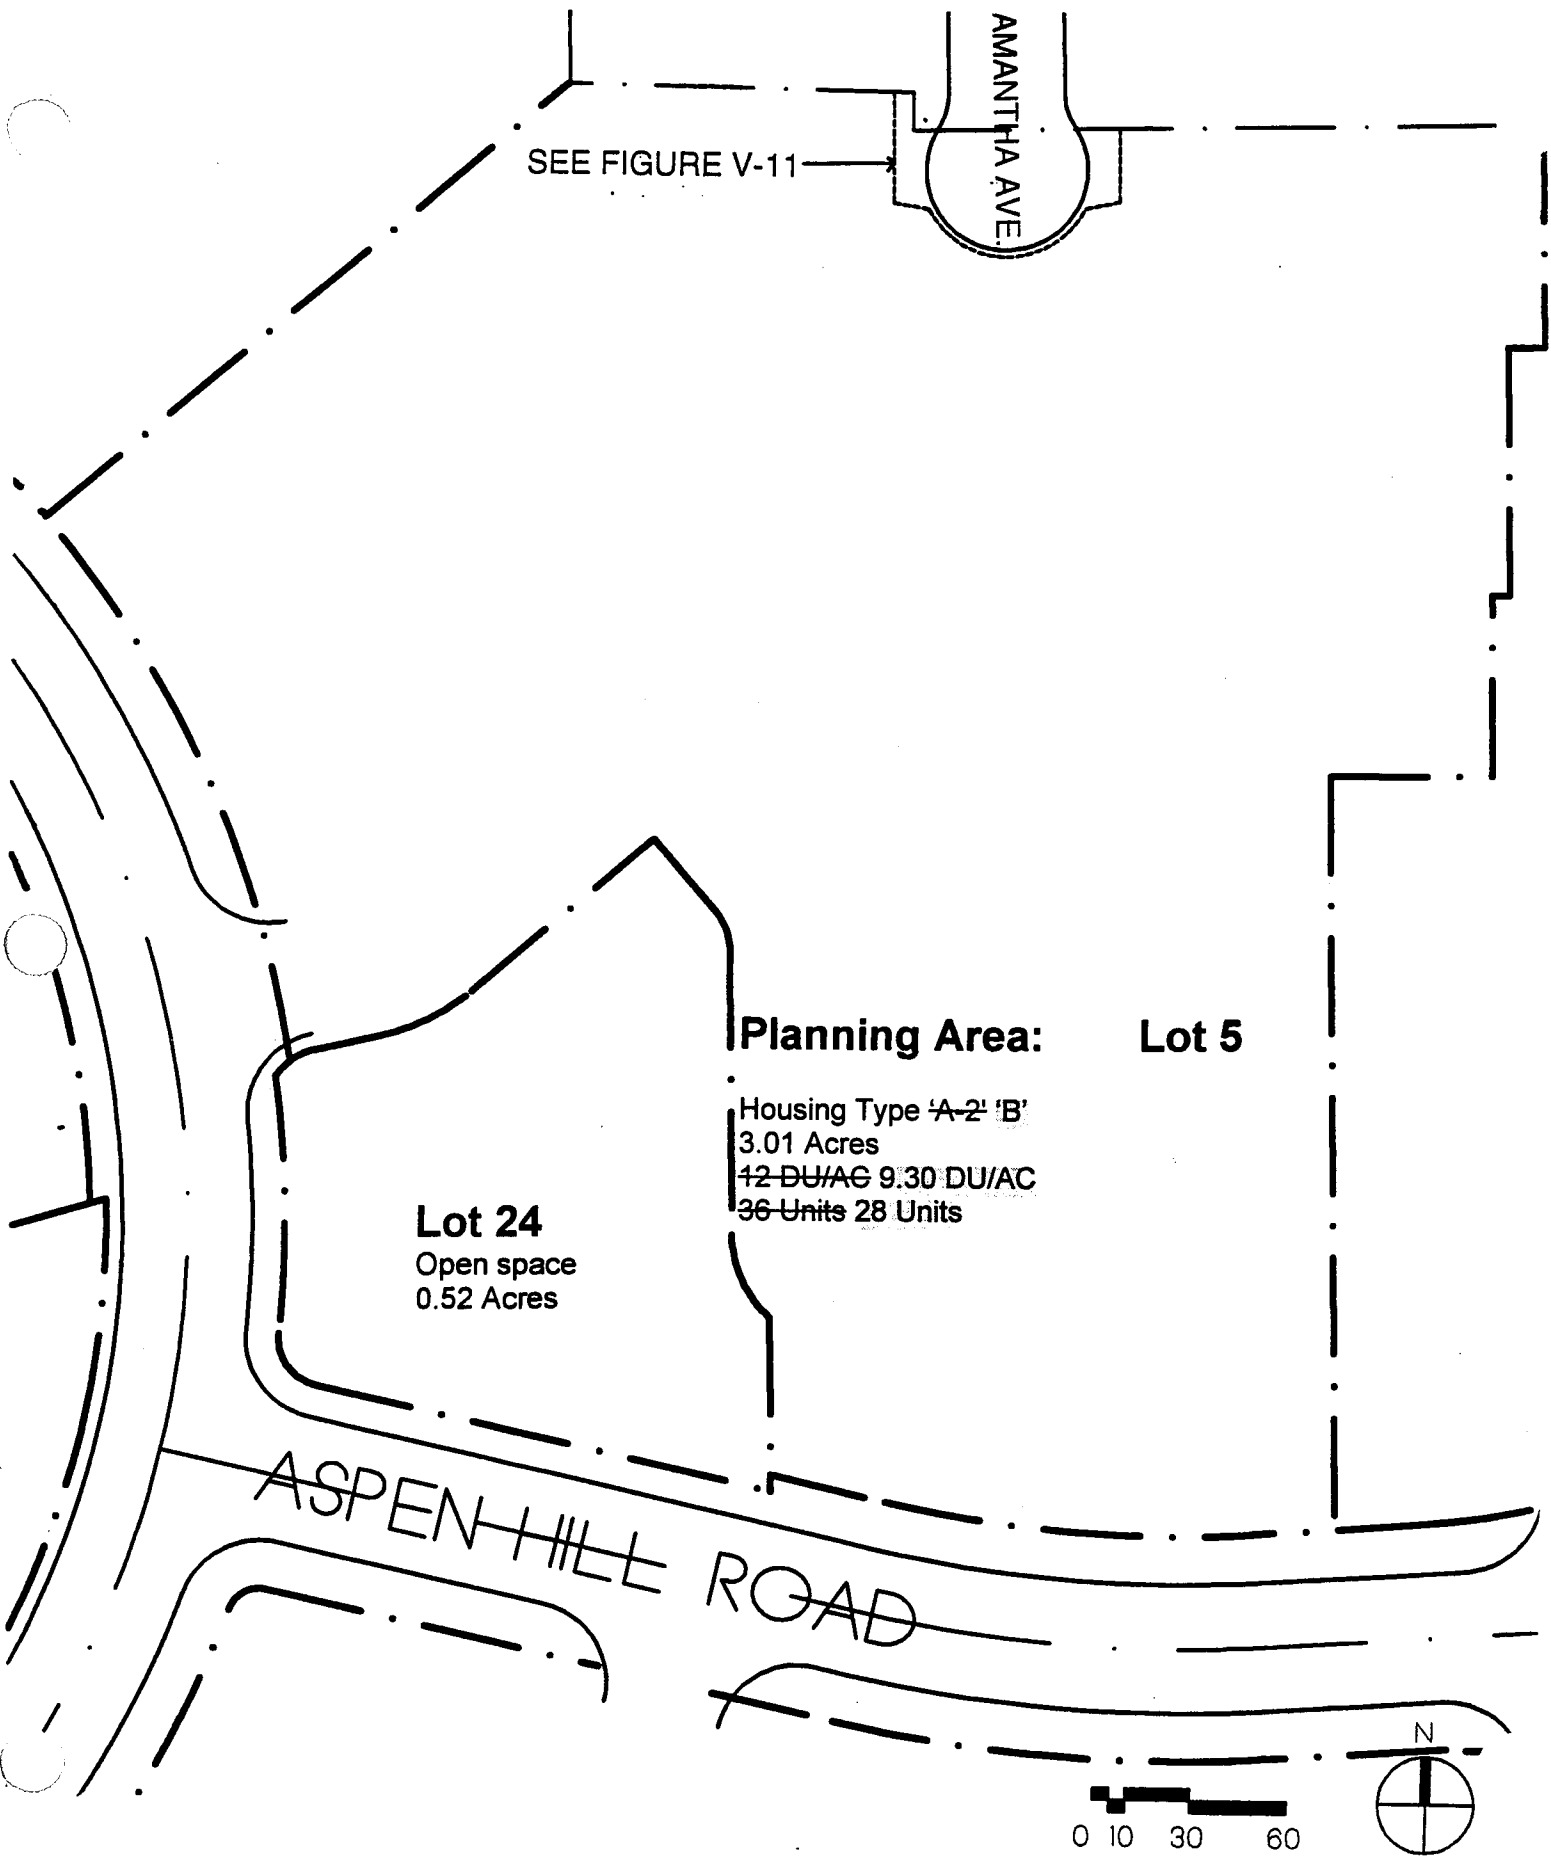 AMANTHA AVE.
SEE FIGURE V-11
Planning Area: Lot 5
Housing Type ‘A-2’ ‘B’
3.01 Acres
12 DU/AC 9.30 DU/AC
36 Units 28 Units
Lot 24
Open space
0.52 Acres
ASPEN HILL ROAD
N
0 10 30 60